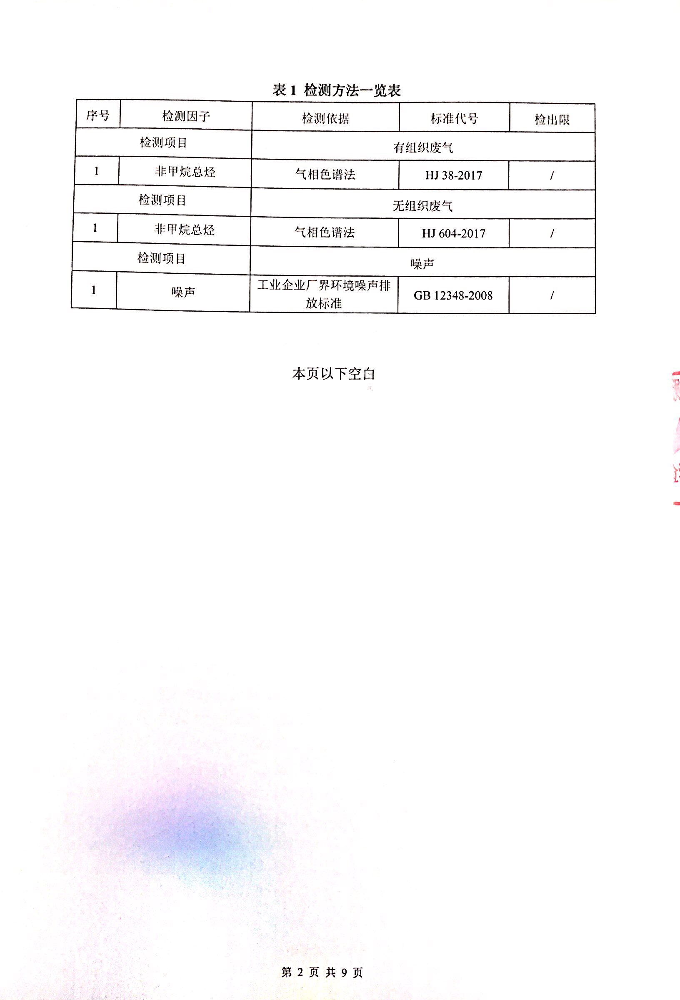 表 1 检测方法一览表
序号 检测因子 检测依据 标准代号 检出限
检测项目 有组织废气
1 非甲烷总烃 气相色谱法 HJ 38-2017 /
检测项目 无组织废气
1 非甲烷总烃 气相色谱法 HJ 604-2017 /
检测项目 噪声
1 噪声 工业企业厂界环境噪声排放标准 GB 12348-2008 /
本页以下空白
第 2 页 共 9 页